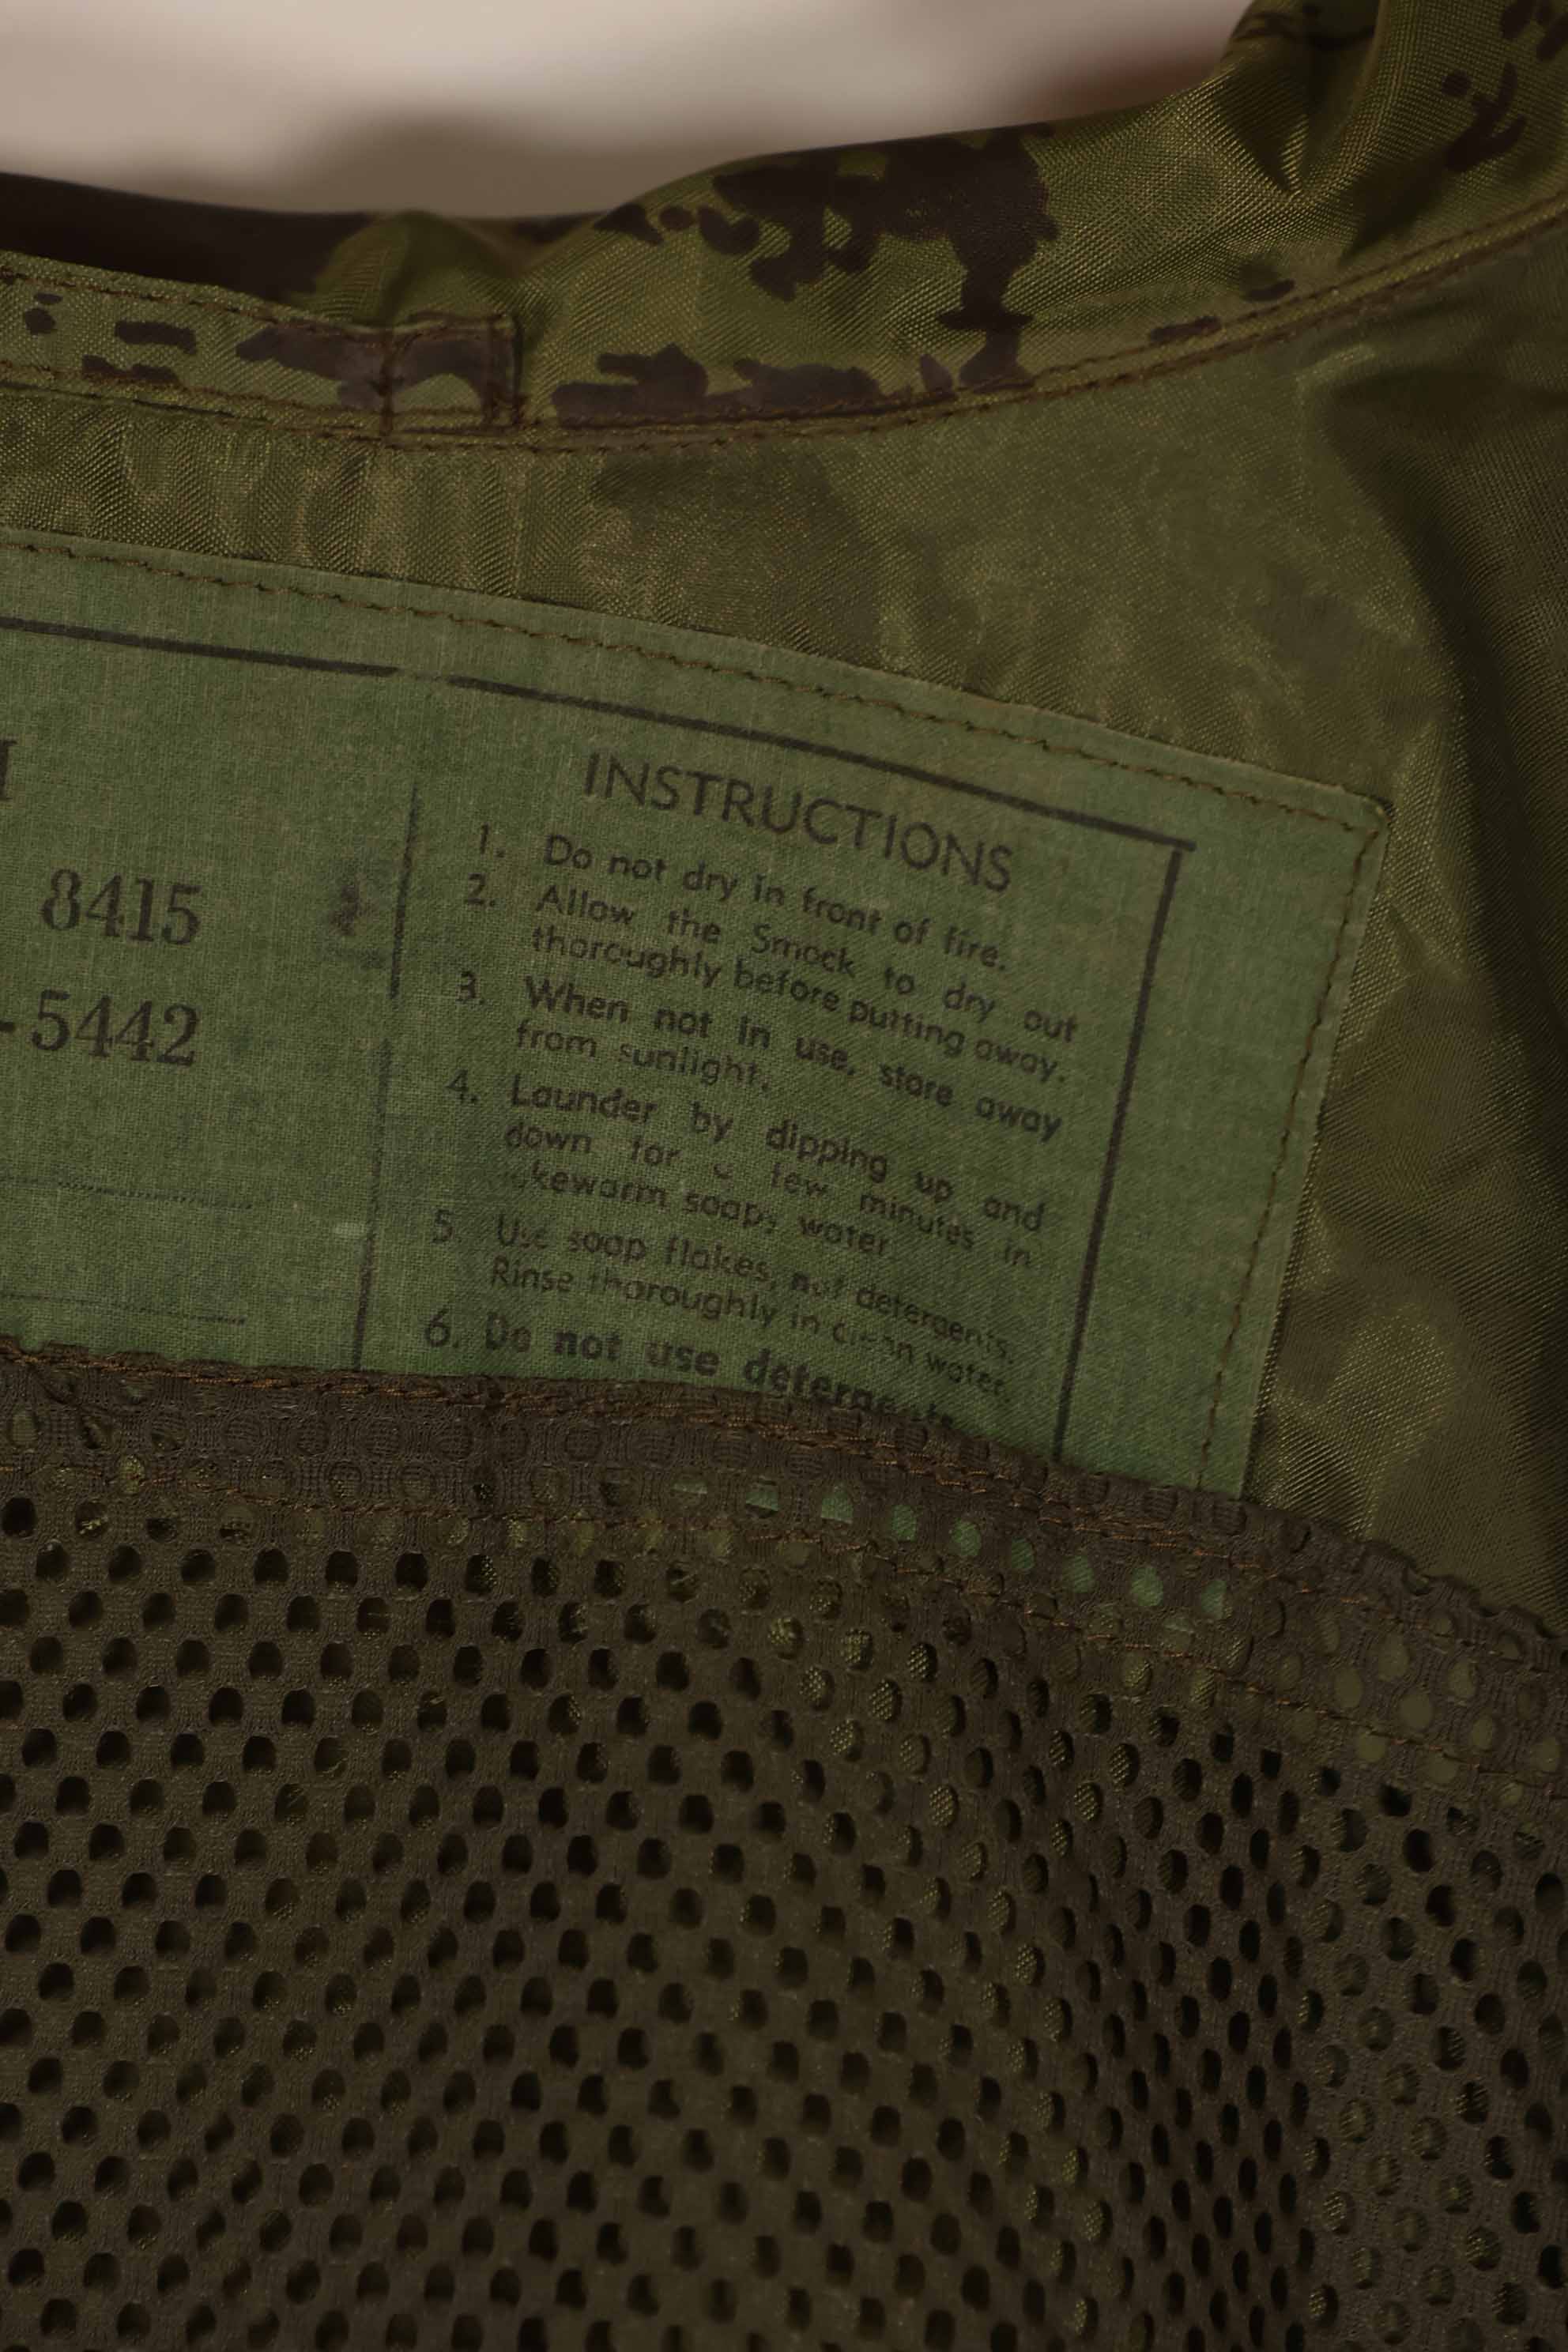 8415
-5442
INSTRUCTIONS
1. Do not dry in front of fire.
2. Allow the Smock to dry out
thoroughly before putting away.
3. When not in use, store away
from sunlight.
4. Launder by dipping up and
down for a few minutes in
lukewarm soapy water.
5. Use soap flakes, not detergents.
Rinse thoroughly in clean water.
6. Do not use detergents